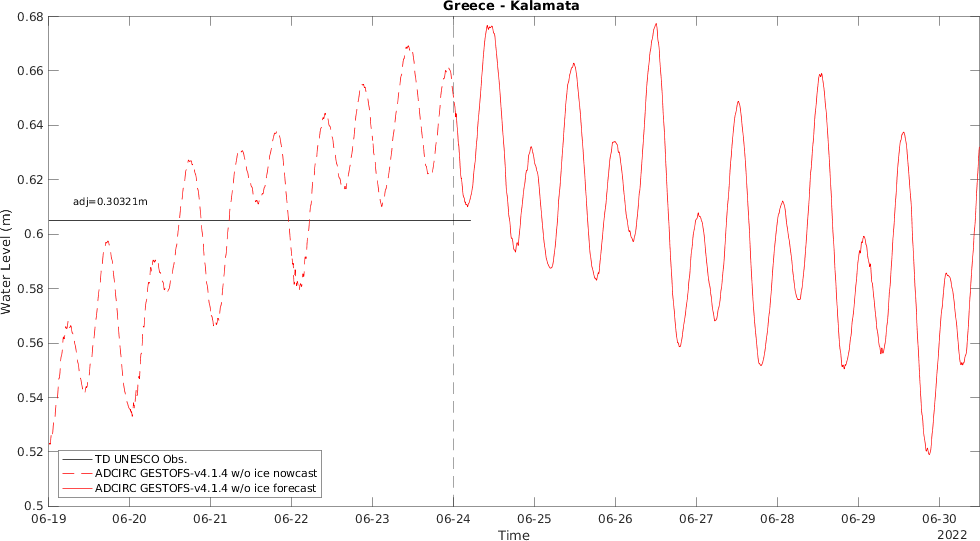 Greece - Kalamata
Water Level (m)
0.68
0.66
0.64
0.62
0.6
0.58
0.56
0.54
0.52
0.5
adj=0.30321m
TD UNESCO Obs.
ADCIRC GESTOFS-v4.1.4 w/o ice nowcast
ADCIRC GESTOFS-v4.1.4 w/o ice forecast
06-19 06-20 06-21 06-22 06-23 06-24 06-25 06-26 06-27 06-28 06-29 06-30
Time
2022